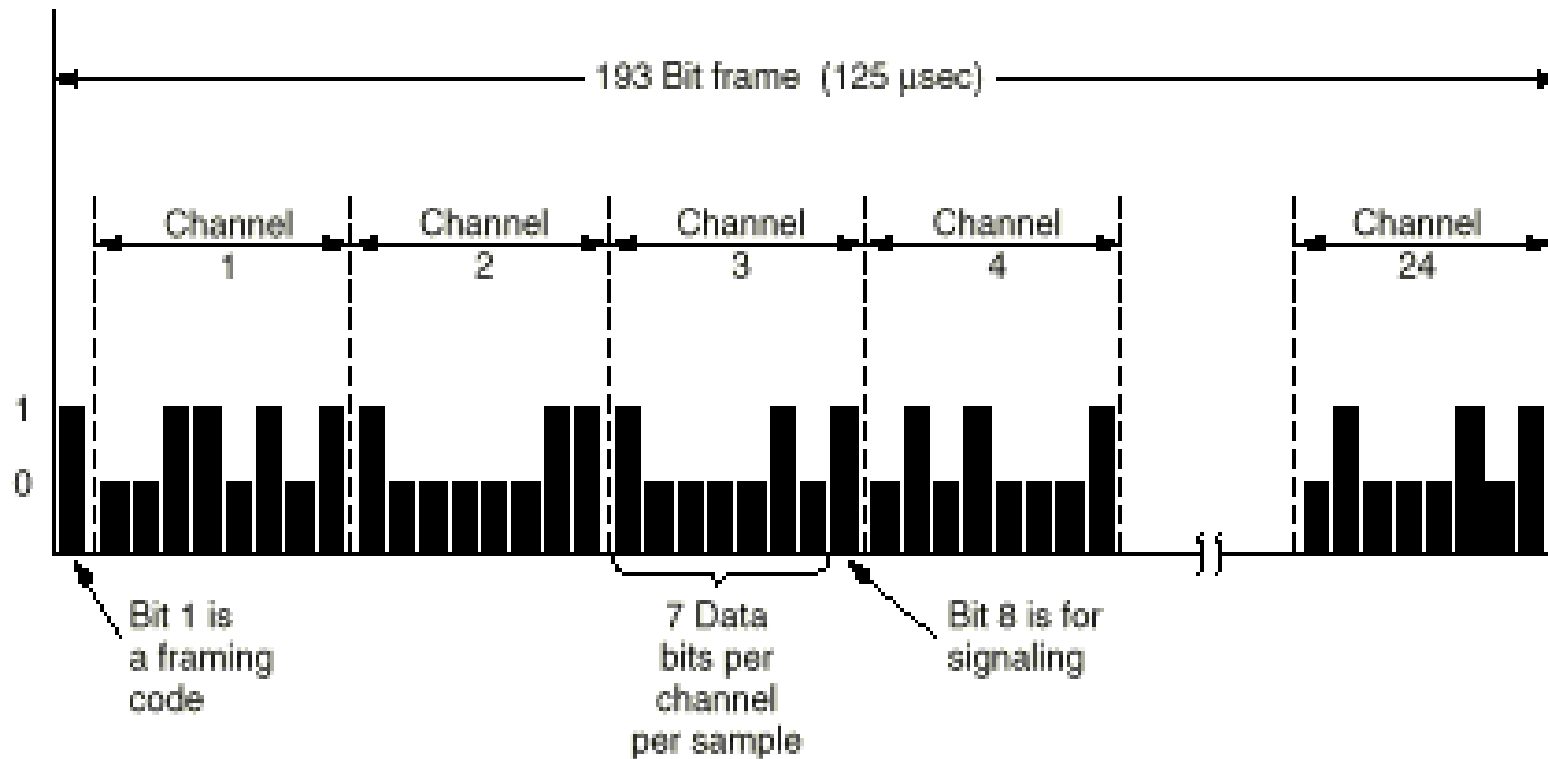 193 Bit frame (125 µsec)
Channel
1
Channel
2
Channel
3
Channel
4
Channel
24
1
0
Bit 1 is
a framing
code
7 Data
bits per
channel
per sample
Bit 8 is for
signaling